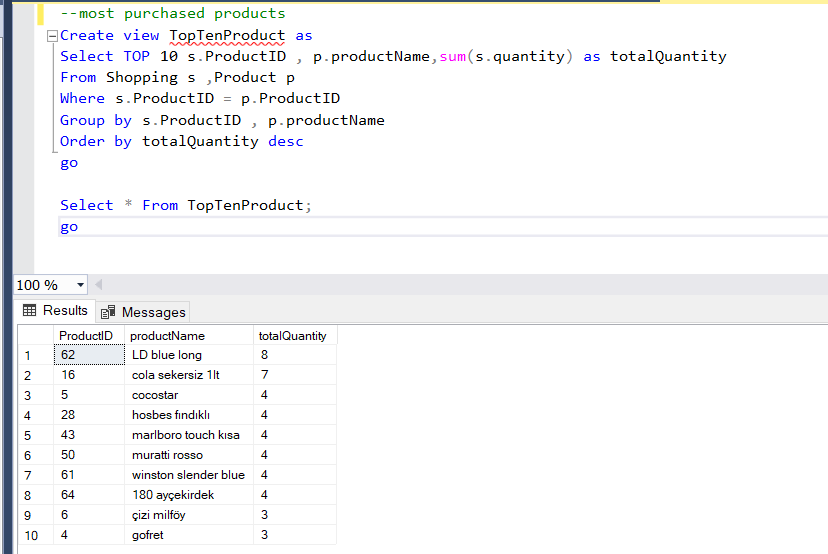 --most purchased products
Create view TopTenProduct as
Select TOP 10 s.ProductID , p.productName,sum(s.quantity) as totalQuantity
From Shopping s ,Product p
Where s.ProductID = p.ProductID
Group by s.ProductID , p.productName
Order by totalQuantity desc
go
Select * From TopTenProduct;
go
100 %
Results Messages
ProductID productName totalQuantity
1 62 LD blue long 8
2 16 cola sekersiz 1lt 7
3 5 cocostar 4
4 28 hosbes fındıklı 4
5 43 marlboro touch kısa 4
6 50 muratti rosso 4
7 61 winston slender blue 4
8 64 180 ayçekirdek 4
9 6 çizi milföy 3
10 4 gofret 3